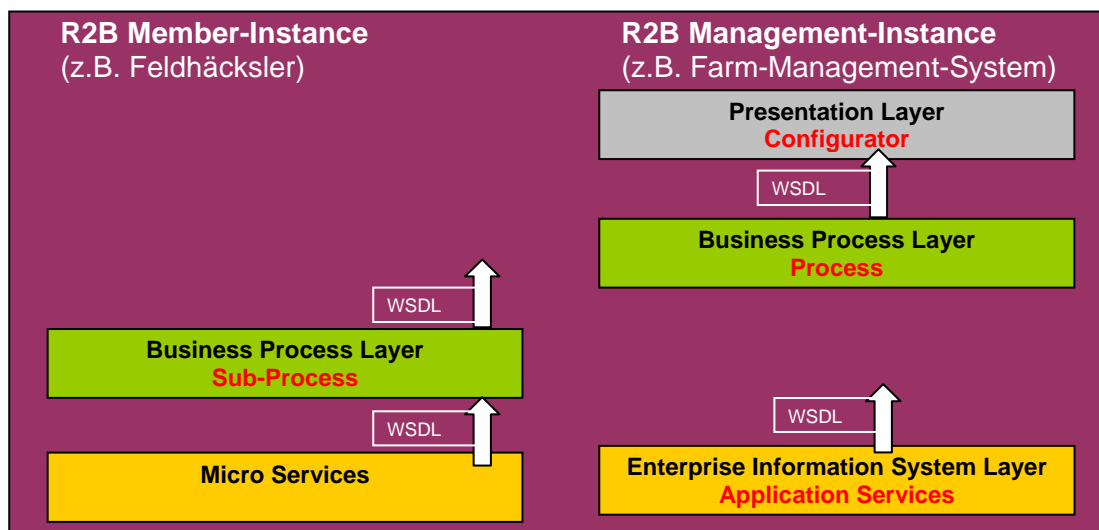 R2B Member-Instance
(z.B. Feldhäcksler)
WSDL
Business Process Layer
Sub-Process
WSDL
Micro Services
R2B Management-Instance
(z.B. Farm-Management-System)
Presentation Layer
Configurator
WSDL
Business Process Layer
Process
WSDL
Enterprise Information System Layer
Application Services